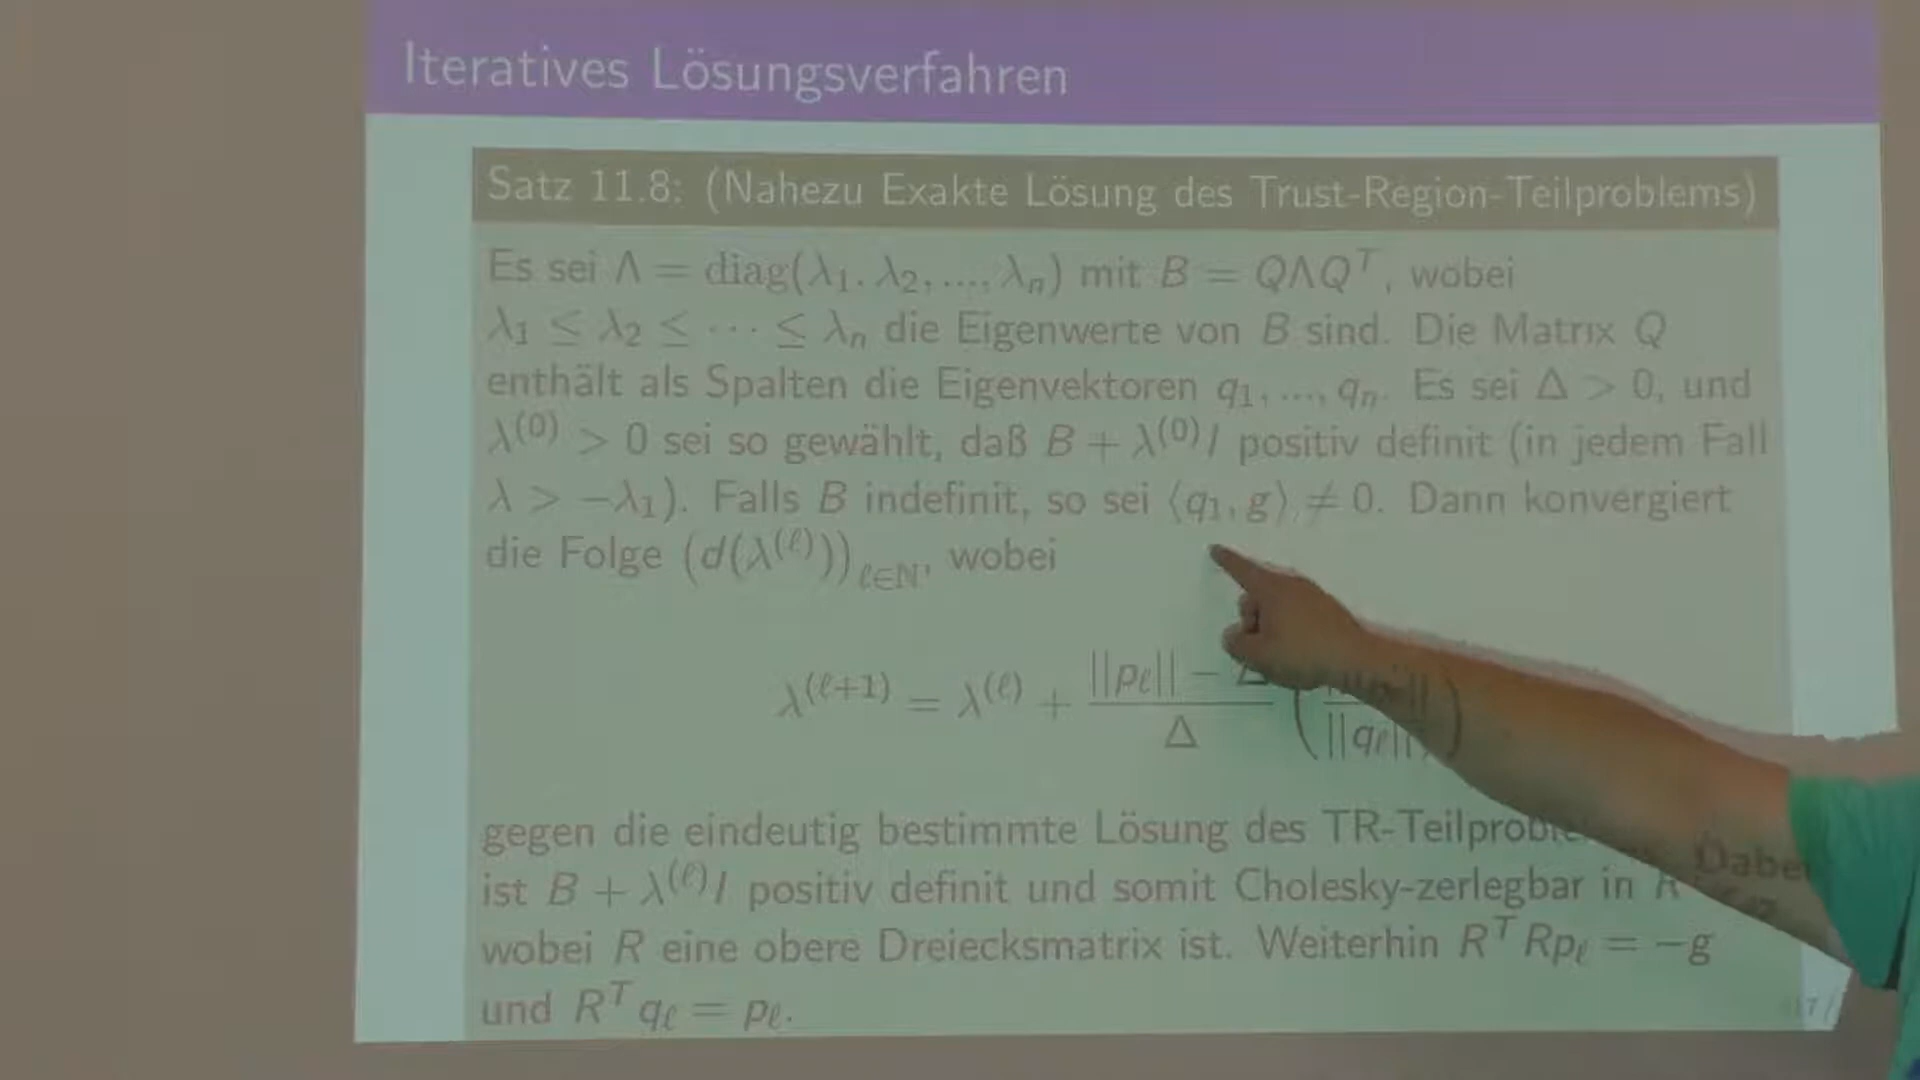 Iteratives Lösungsverfahren
Satz 11.8: (Nahezu Exakte Lösung des Trust-Region-Teilproblems)
Es sei Λ = diag(λ₁, λ₂, ..., λₙ) mit B = QΛQᵀ, wobei
λ₁ ≤ λ₂ ≤ ··· ≤ λₙ die Eigenwerte von B sind. Die Matrix Q
enthält als Spalten die Eigenvektoren q₁, ..., qₙ. Es sei Δ > 0, und
λ⁽⁰⁾ > 0 sei so gewählt, daß B + λ⁽⁰⁾I positiv definit (in jedem Fall
λ > −λ₁). Falls B indefinit, so sei ⟨q₁, g⟩ ≠ 0. Dann konvergiert
die Folge (d(λ⁽ℓ⁾))ℓ∈ℕ, wobei
λ⁽ℓ⁺¹⁾ = λ⁽ℓ⁾ + (||pℓ|| − Δ)/Δ (||pℓ||/||qℓ||)
gegen die eindeutig bestimmte Lösung des Dabei
ist B + λ⁽ℓ⁾I positiv definit und somit Cholesky-zerlegbar in
wobei R eine obere Dreiecksmatrix ist. Weiterhin RᵀRpℓ = −g
und Rᵀqℓ = pℓ.